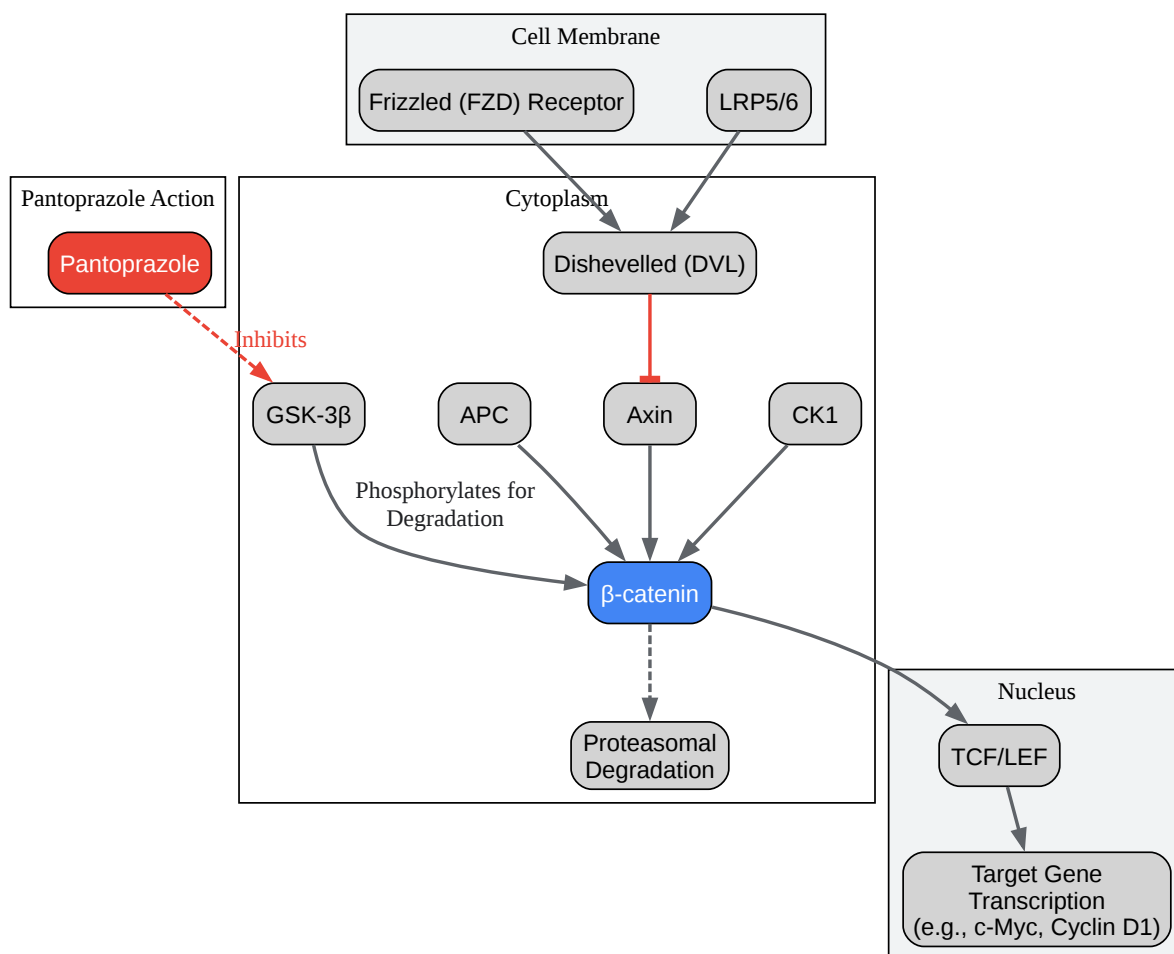 Cell Membrane
Frizzled (FZD) Receptor
LRP5/6
Pantoprazole Action
Cytoplasm
Pantoprazole
Dishevelled (DVL)
Inhibits
GSK-3β
APC
Axin
CK1
Phosphorylates for
Degradation
β-catenin
Nucleus
Proteasomal
Degradation
TCF/LEF
Target Gene
Transcription
(e.g., c-Myc, Cyclin D1)